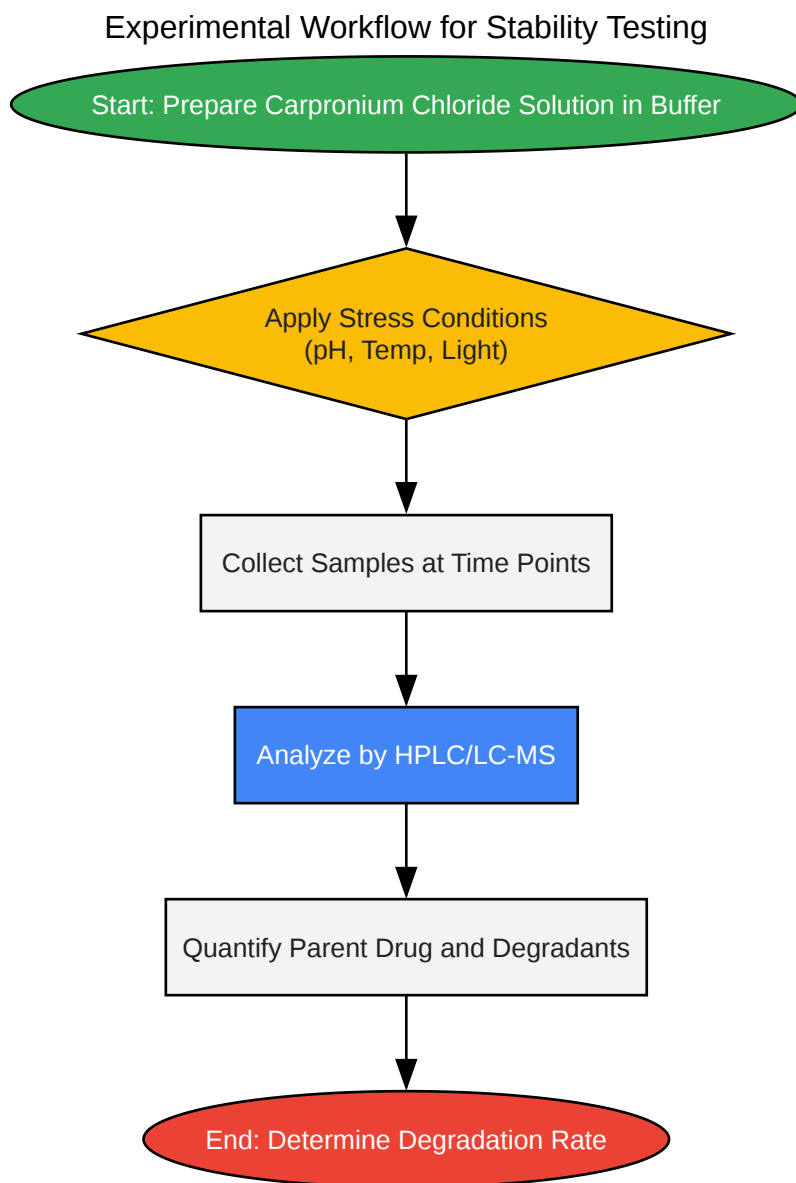 Experimental Workflow for Stability Testing
Start: Prepare Carpronium Chloride Solution in Buffer
Apply Stress Conditions
(pH, Temp, Light)
Collect Samples at Time Points
Analyze by HPLC/LC-MS
Quantify Parent Drug and Degradants
End: Determine Degradation Rate